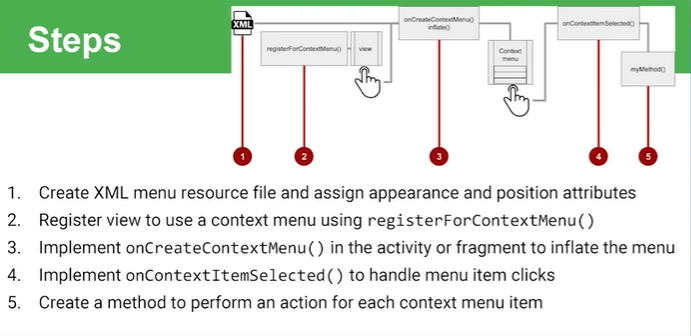 Steps
XML
registerForContextMenu()
view
onCreateContextMenu()
inflate()
Context
menu
onContextItemSelected()
myMethod()
1
2
3
4
5
1. Create XML menu resource file and assign appearance and position attributes
2. Register view to use a context menu using registerForContextMenu()
3. Implement onCreateContextMenu() in the activity or fragment to inflate the menu
4. Implement onContextItemSelected() to handle menu item clicks
5. Create a method to perform an action for each context menu item